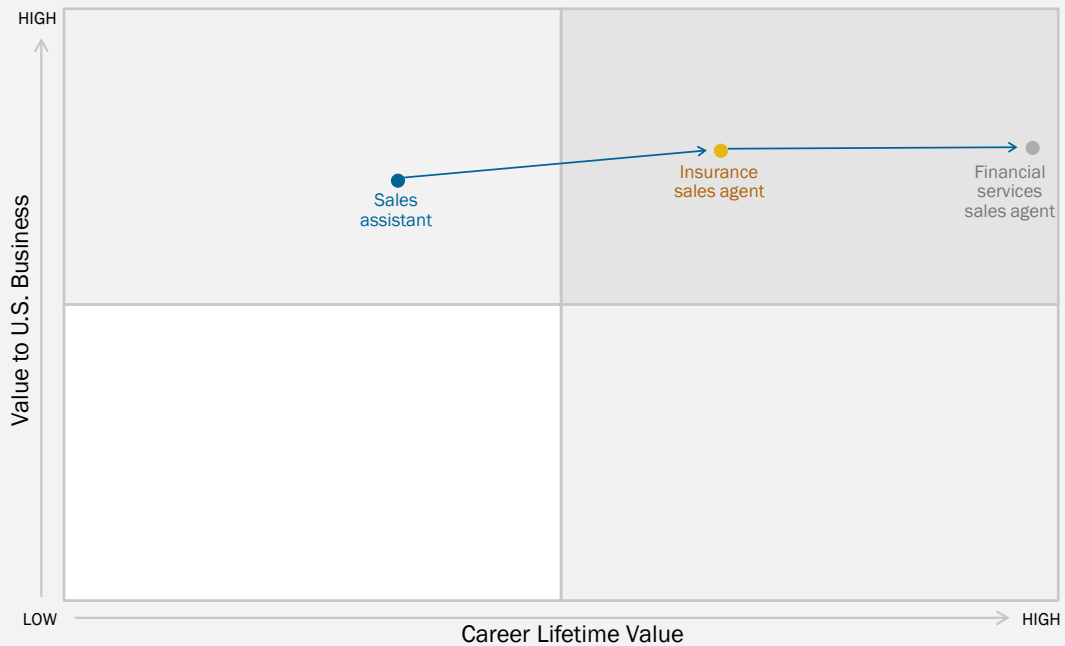 HIGH
Value to U.S. Business
Sales
assistant
Insurance
sales agent
Financial
services
sales agent
LOW
HIGH
Career Lifetime Value